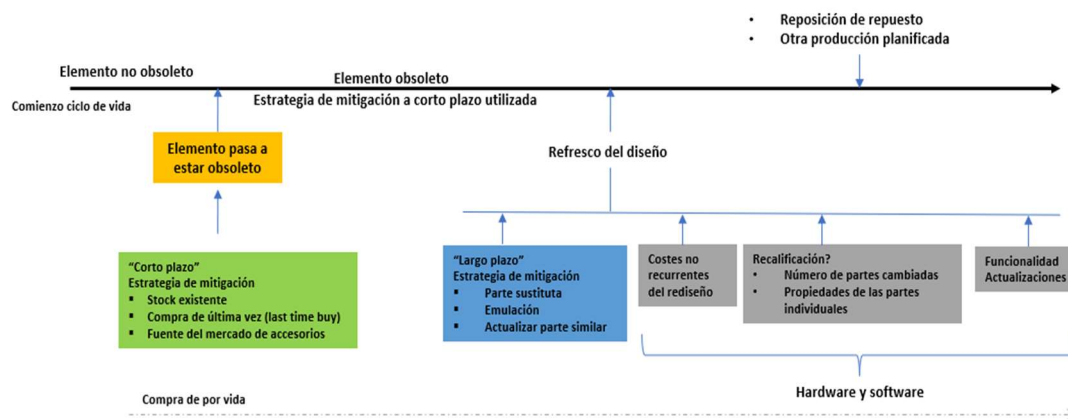 • Reposición de repuesto
• Otra producción planificada
Elemento no obsoleto
Elemento obsoleto
Comienzo ciclo de vida
Estrategia de mitigación a corto plazo utilizada
Elemento pasa a
estar obsoleto
Refresco del diseño
"Corto plazo"
Estrategia de mitigación
▪ Stock existente
▪ Compra de última vez (last time buy)
▪ Fuente del mercado de accesorios
"Largo plazo"
Estrategia de mitigación
▪ Parte sustituta
▪ Emulación
▪ Actualizar parte similar
Costes no
recurrentes
del rediseño
Recalificación?
• Número de partes cambiadas
• Propiedades de las partes
individuales
Funcionalidad
Actualizaciones
Hardware y software
Compra de por vida